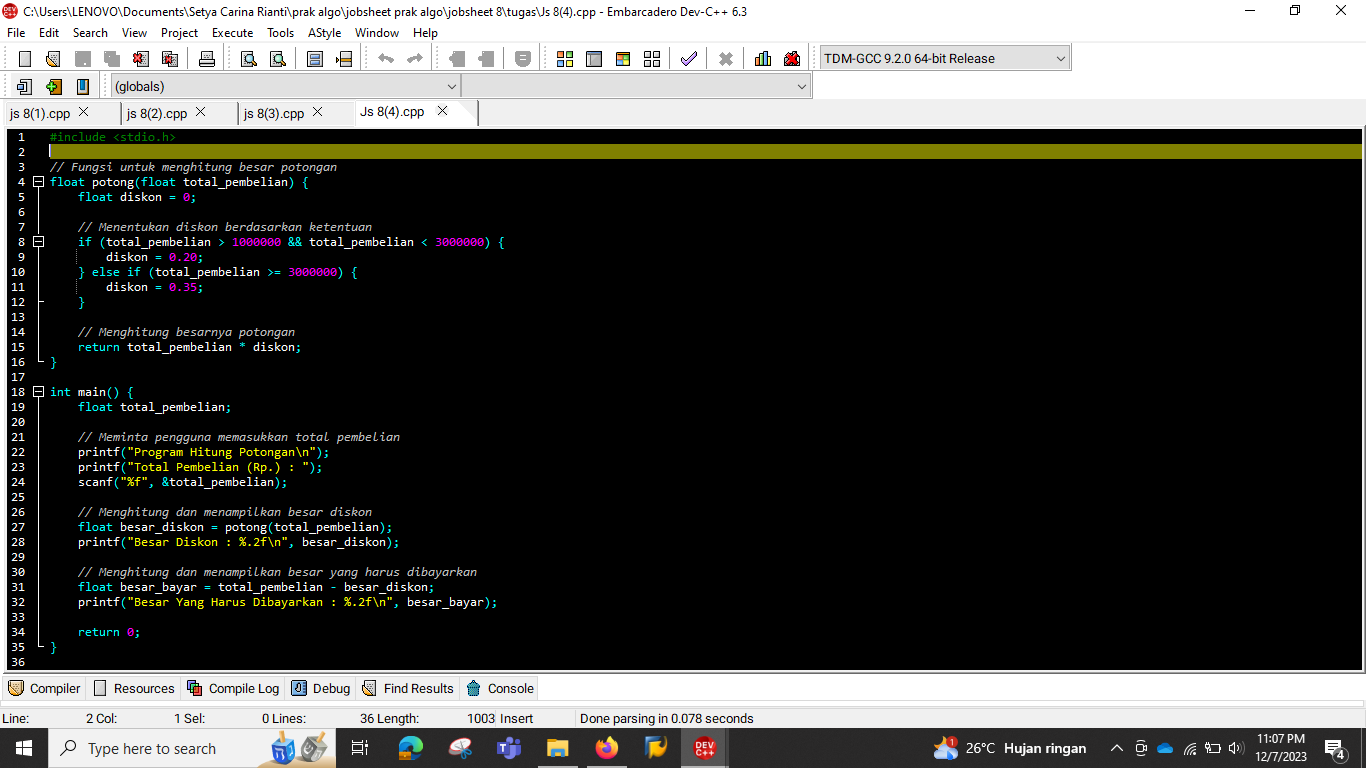 C:\Users\LENOVO\Documents\Setya Carina Rianti\prak algo\jobsheet prak algo\jobsheet 8\tugas\Js 8(4).cpp - Embarcadero Dev-C++ 6.3
File Edit Search View Project Execute Tools AStyle Window Help
TDM-GCC 9.2.0 64-bit Release
(globals)
js 8(1).cpp js 8(2).cpp js 8(3).cpp Js 8(4).cpp
1 #include <stdio.h>
2
3 // Fungsi untuk menghitung besar potongan
4 float potong(float total_pembelian) {
5 float diskon = 0;
6
7 // Menentukan diskon berdasarkan ketentuan
8 if (total_pembelian > 1000000 && total_pembelian < 3000000) {
9 diskon = 0.20;
10 } else if (total_pembelian >= 3000000) {
11 diskon = 0.35;
12 }
13
14 // Menghitung besarnya potongan
15 return total_pembelian * diskon;
16 }
17
18 int main() {
19 float total_pembelian;
20
21 // Meminta pengguna memasukkan total pembelian
22 printf("Program Hitung Potongan\n");
23 printf("Total Pembelian (Rp.) : ");
24 scanf("%f", &total_pembelian);
25
26 // Menghitung dan menampilkan besar diskon
27 float besar_diskon = potong(total_pembelian);
28 printf("Besar Diskon : %.2f\n", besar_diskon);
29
30 // Menghitung dan menampilkan besar yang harus dibayarkan
31 float besar_bayar = total_pembelian - besar_diskon;
32 printf("Besar Yang Harus Dibayarkan : %.2f\n", besar_bayar);
33
34 return 0;
35 }
36
Compiler Resources Compile Log Debug Find Results Console
Line: 2 Col: 1 Sel: 0 Lines: 36 Length: 1003 Insert Done parsing in 0.078 seconds
Type here to search DEV C++ 1 26°C Hujan ringan 11:07 PM 4
12/7/2023